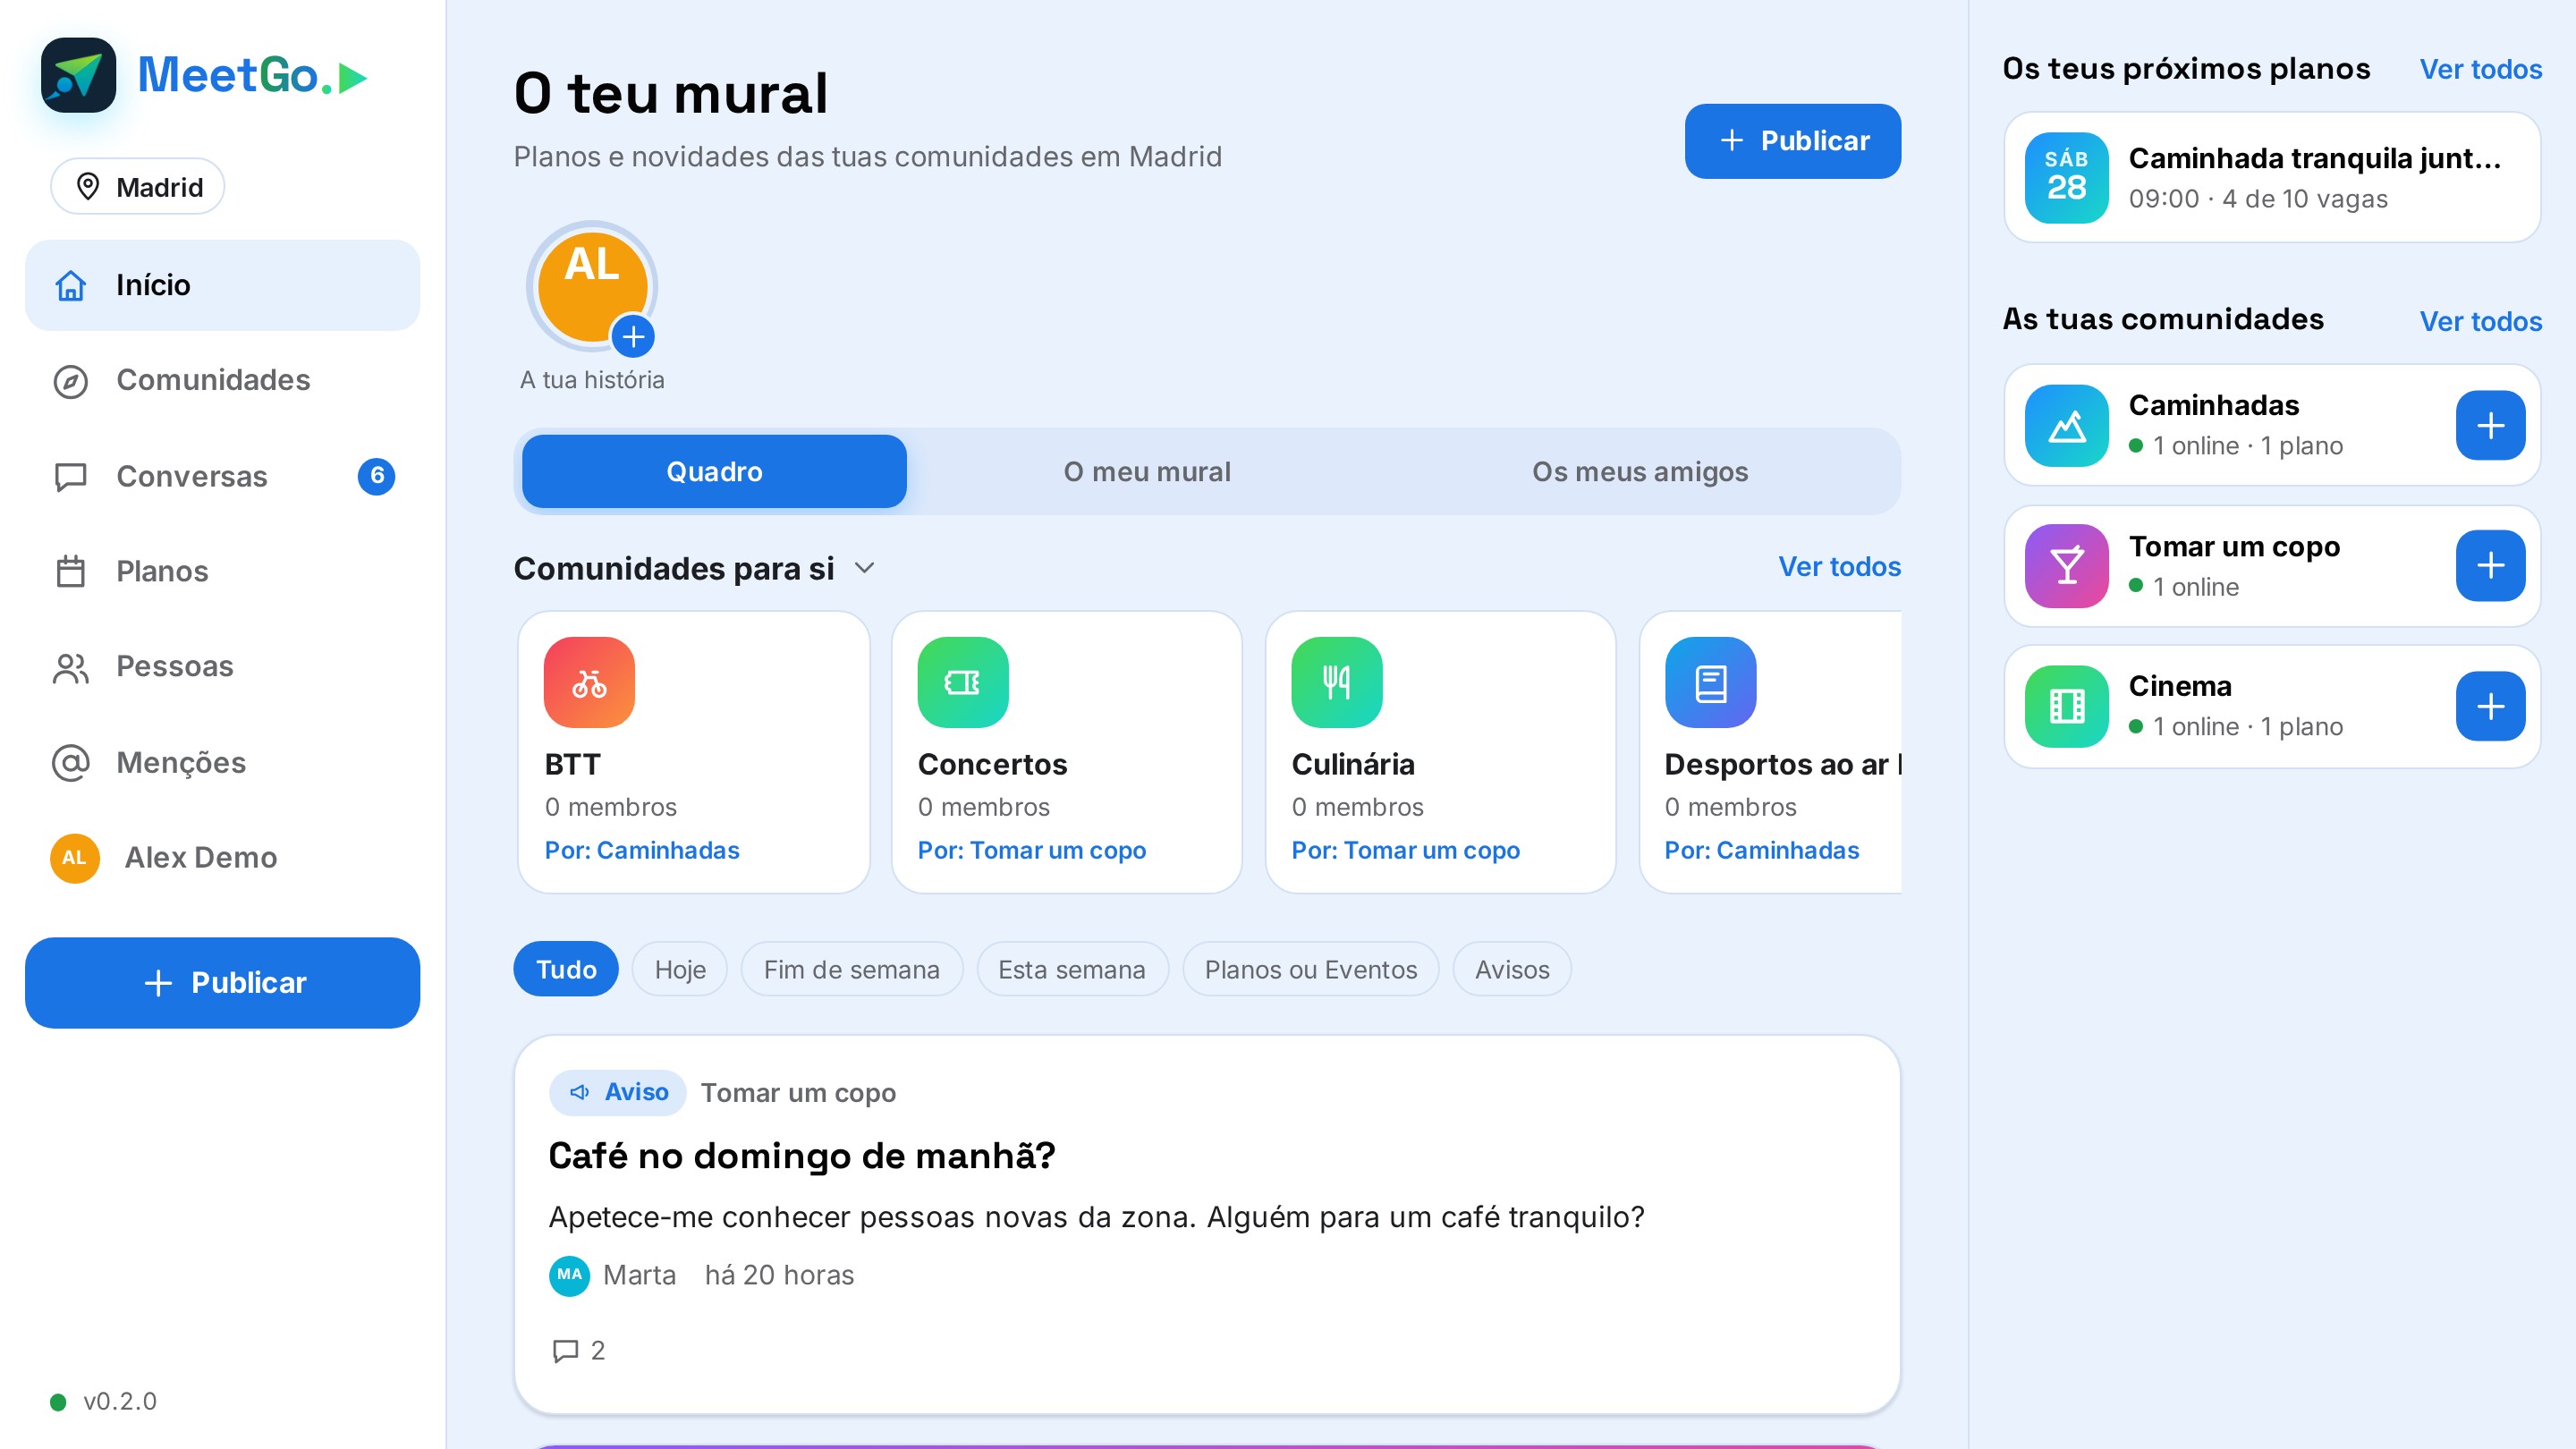 MeetGo.
Madrid
Início
Comunidades
Conversas
6
Planos
Pessoas
Menções
AL
Alex Demo
Publicar
v0.2.0
O teu mural
Planos e novidades das tuas comunidades em Madrid
Publicar
AL
A tua história
Quadro
O meu mural
Os meus amigos
Comunidades para si
Ver todos
BTT
0 membros
Por: Caminhadas
Concertos
0 membros
Por: Tomar um copo
Culinária
0 membros
Por: Tomar um copo
Desportos ao ar
0 membros
Por: Caminhadas
Tudo
Hoje
Fim de semana
Esta semana
Planos ou Eventos
Avisos
Aviso
Tomar um copo
Café no domingo de manhã?
Apetece-me conhecer pessoas novas da zona. Alguém para um café tranquilo?
MA
Marta
há 20 horas
2
Os teus próximos planos
Ver todos
SÁB
28
Caminhada tranquila junt...
09:00 · 4 de 10 vagas
As tuas comunidades
Ver todos
Caminhadas
1 online · 1 plano
Tomar um copo
1 online
Cinema
1 online · 1 plano